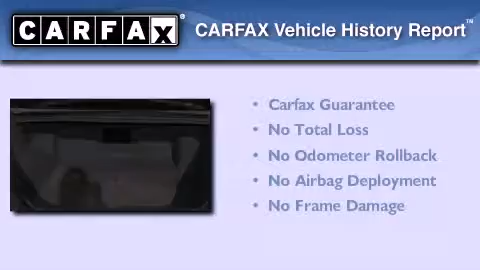 CARFAX® CARFAX Vehicle History Report™
• Carfax Guarantee
• No Total Loss
• No Odometer Rollback
• No Airbag Deployment
• No Frame Damage